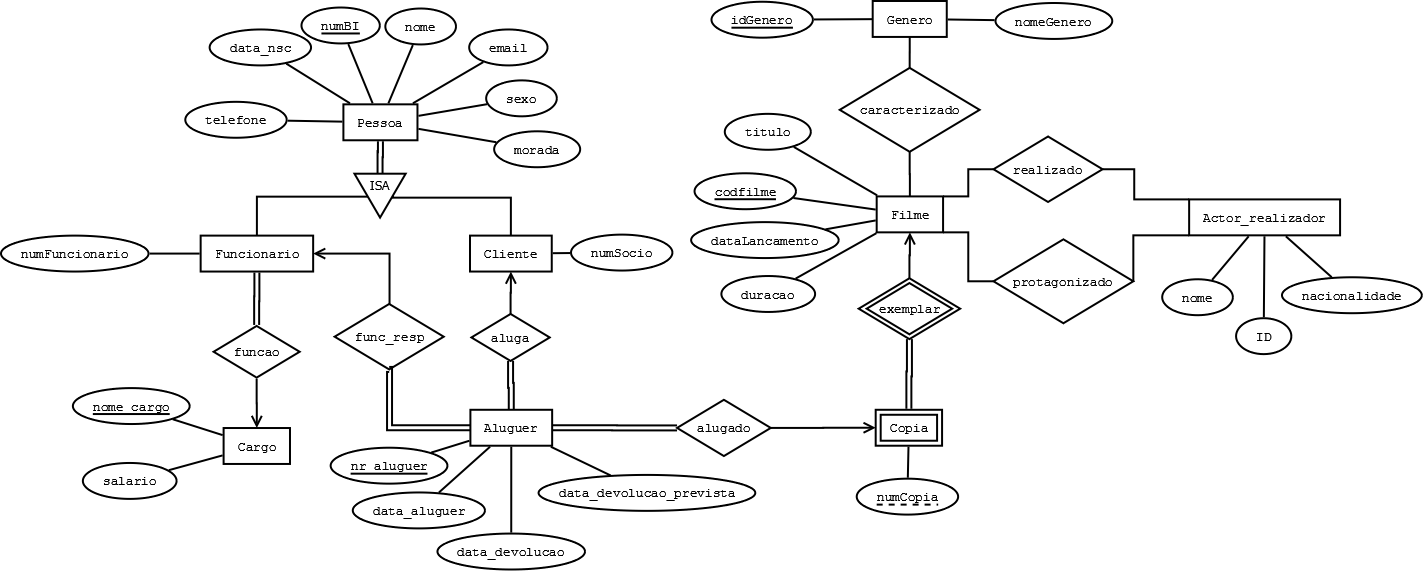 idGenero
Genero
nomeGenero
numBI
nome
data_nsc
email
sexo
telefone
Pessoa
morada
caracterizado
titulo
ISA
realizado
codfilme
Filme
Actor_realizador
dataLancamento
numFuncionario
Funcionario
Cliente
numSocio
duracao
protagonizado
nome
nacionalidade
exemplar
ID
func_resp
aluga
funcao
nome_cargo
Cargo
salario
Aluguer
alugado
Copia
nr_aluguer
data_aluguer
data_devolucao_prevista
numCopia
data_devolucao